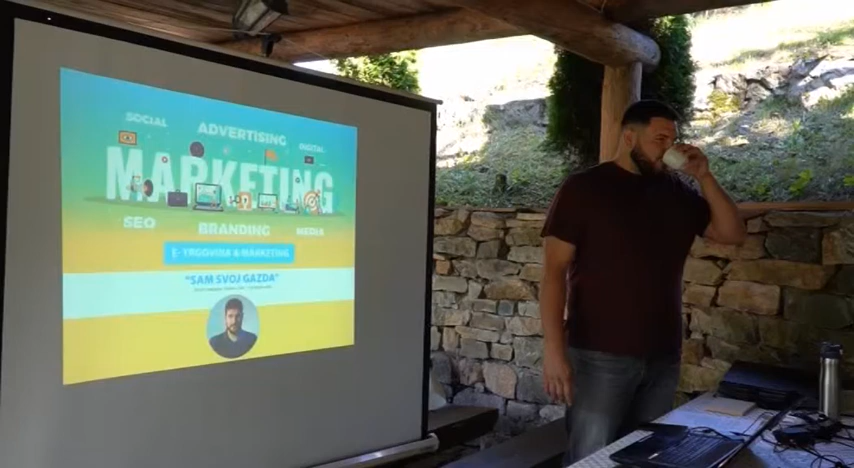 SOCIAL
ADVERTISING
DIGITAL
MARKETING
SEO
BRANDING
MEDIA
E-TRGOVINA & MARKETING
"SAM SVOJ GAZDA"